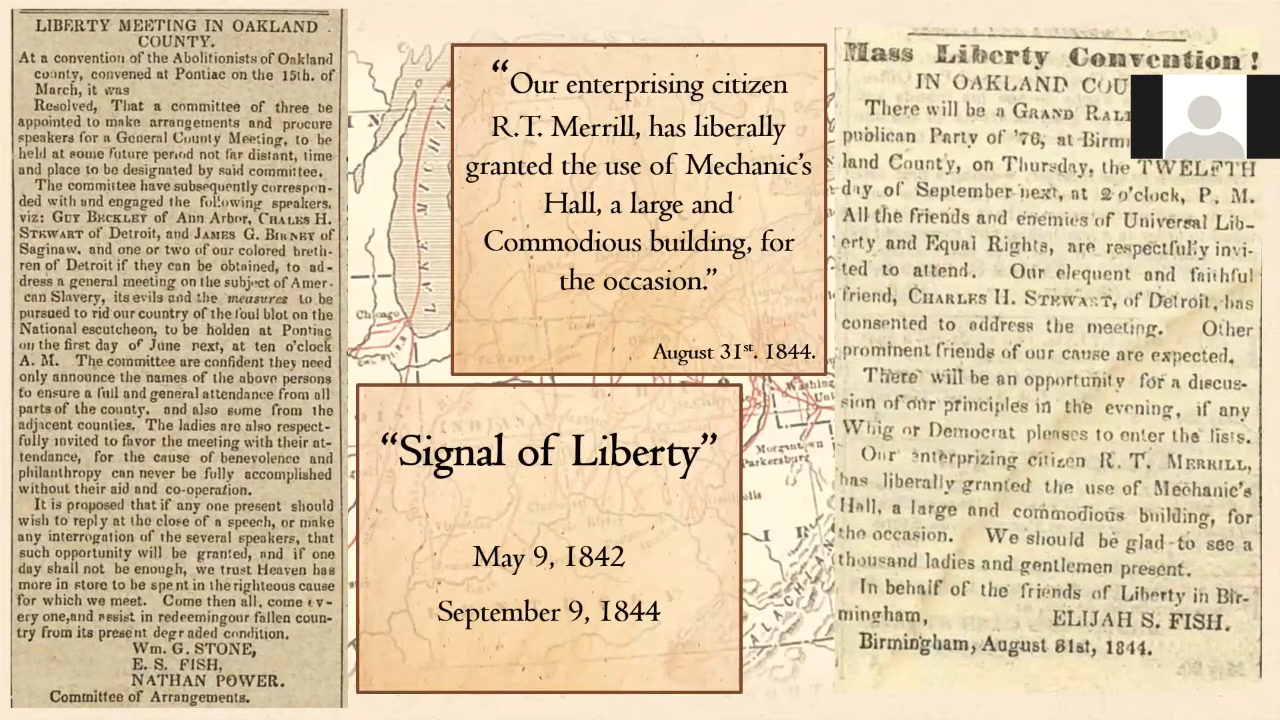 LIBERTY MEETING IN OAKLAND
COUNTY.
At a convention of the Abolitionists of Oakland
county, convened at Pontiac on the 15th. of
March, it was
Resolved, That a committee of three be
appointed to make arrangements and procure
speakers for a General County Meeting, to be
held at some future period not far distant, time
and place to be designated by said committee.
The committee have subsequently correspon-
ded with and engaged the following speakers,
viz: GUY BECKLEY of Ann Arbor, CHALES H.
STEWART of Detroit, and JAMES G. BIRNEY of
Saginaw, and one or two of our colored breth-
ren of Detroit if they can be obtained, to ad-
dress a general meeting on the subject of Amer-
can Slavery, its evils and the measures to be
pursued to rid our country of the foul blot on the
National escutcheon, to be holden at Pontiac
on the first day of June next, at ten o'clock
A. M. The committee are confident they need
only announce the names of the above persons
to ensure a full and general attendance from all
parts of the county, and also some from the
adjacent counties. The ladies are also respect-
fully invited to favor the meeting with their at-
tendance, for the cause of benevolence and
philanthropy can never be fully accomplished
without their aid and co-operation.
It is proposed that if any one present should
wish to reply at the close of a speech, or make
any interrogation of the several speakers, that
such opportunity will be granted, and if one
day shall not be enough, we trust Heaven has
more in store to be spent in the righteous cause
for which we meet. Come then all, come ev-
ery one, and assist in redeeming our fallen coun-
try from its present degraded condition.
Wm. G. STONE,
E. S. FISH,
NATHAN POWER.
Committee of Arrangements.
“Our enterprising citizen
R.T. Merrill, has liberally
granted the use of Mechanic’s
Hall, a large and
Commodious building, for
the occasion.”
August 31st. 1844.
“Signal of Liberty”
May 9, 1842
September 9, 1844
LAKE MICHI
Chicago
INDIANA
Washing
Morgantown
Parkersburg
Mass Liberty Convention!
IN OAKLAND COU
There will be a GRAND RAL
publican Party of '76, at Birm
land County, on Thursday, the TWELFTH
day of September next, at 2 o'clock, P. M.
All the friends and enemies of Universal Lib-
erty and Equal Rights, are respectfully invi-
ted to attend. Our elequent and faithful
friend, CHARLES H. STEWART, of Detroit, has
consented to address the meeting. Other
prominent friends of our cause are expected.
There will be an opportunity for a discus-
sion of our principles in the evening, if any
Whig or Democrat pleases to enter the lists.
Our enterprizing citizen R. T. MERRILL,
has liberally granted the use of Mechanic's
Hall, a large and commodious building, for
the occasion. We should be glad to see a
thousand ladies and gentlemen present.
In behalf of the friends of Liberty in Bir-
mingham, ELIJAH S. FISH.
Birmingham, August 31st, 1844.